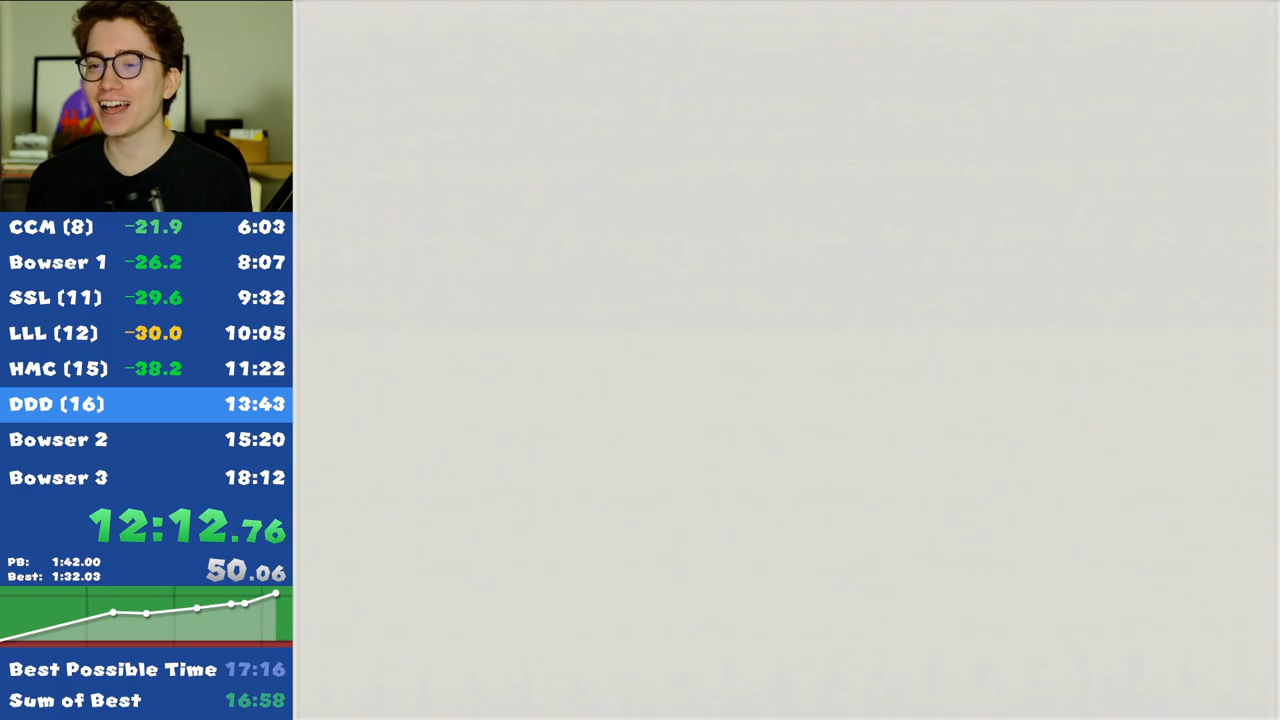 CCM (8) -21.9 6:03
Bowser 1 -26.2 8:07
SSL (11) -29.6 9:32
LLL (12) -30.0 10:05
HMC (15) -38.2 11:22
DDD (16) 13:43
Bowser 2 15:20
Bowser 3 18:12
12:12.76
PB: 1:42.00
Best: 1:32.03
50.06
Best Possible Time 17:16
Sum of Best 16:58